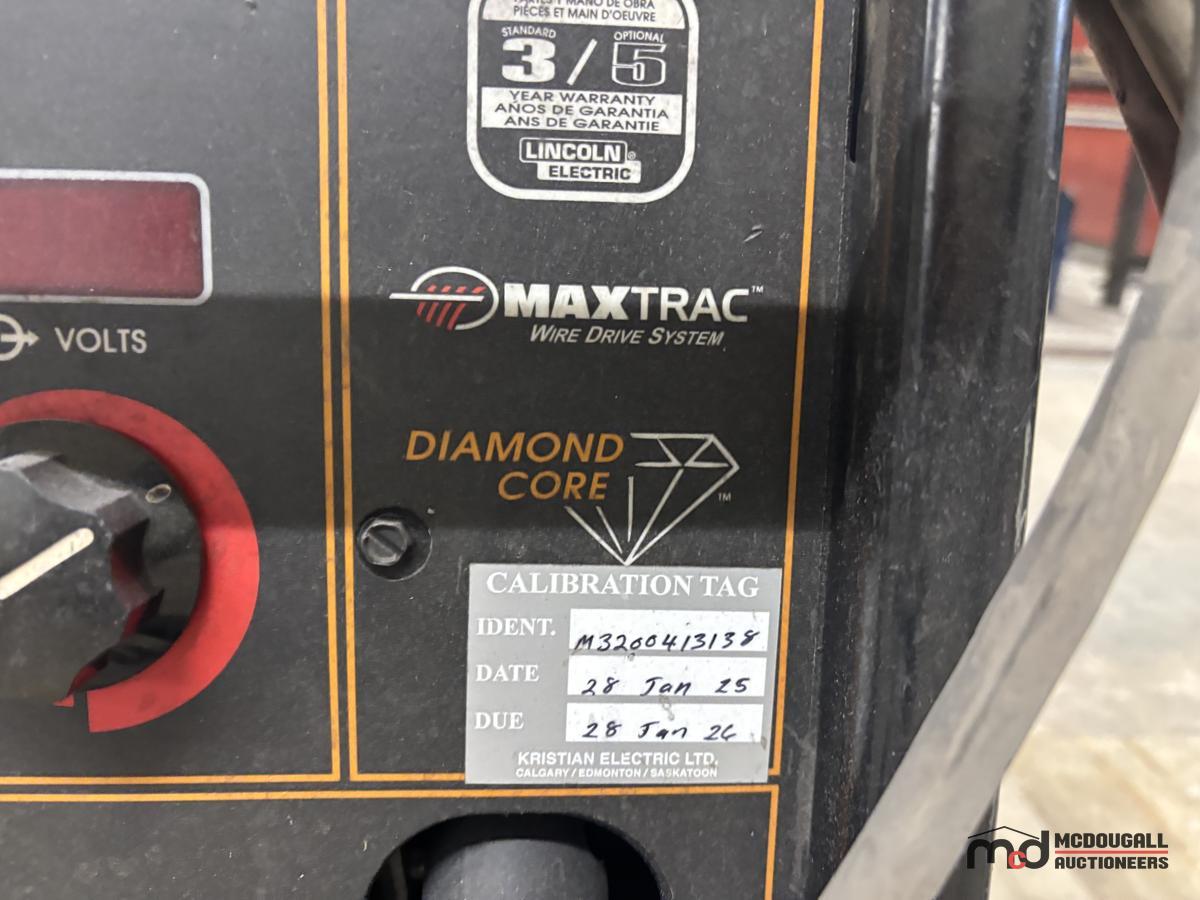 PIÈCES ET MAIN D'OEUVRE
STANDARD OPTIONAL
3/5
YEAR WARRANTY
AÑOS DE GARANTIA
ANS DE GARANTIE
LINCOLN®
ELECTRIC
VOLTS
MAXTRAC™
WIRE DRIVE SYSTEM
DIAMOND
CORE
™
CALIBRATION TAG
IDENT. M3200413138
DATE 28 Jan 25
DUE 28 Jan 26
KRISTIAN ELECTRIC LTD.
CALGARY / EDMONTON / SASKATOON
mcd MCDOUGALL
AUCTIONEERS